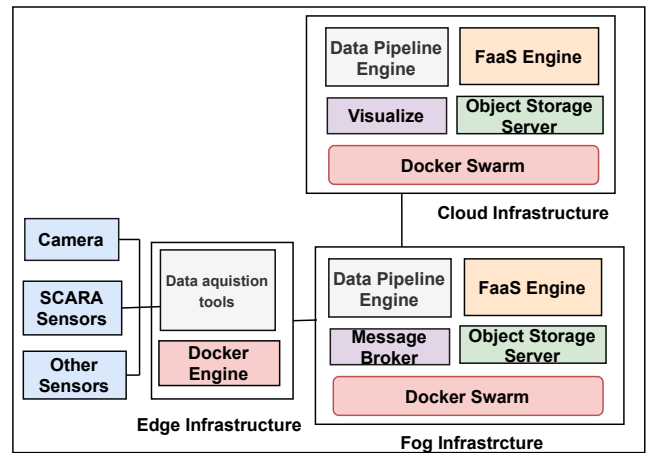 Data Pipeline
Engine
FaaS Engine
Visualize
Object Storage
Server
Docker Swarm
Cloud Infrastructure
Camera
SCARA
Sensors
Other
Sensors
Data aquistion
tools
Docker
Engine
Edge Infrastructure
Data Pipeline
Engine
FaaS Engine
Message
Broker
Object Storage
Server
Docker Swarm
Fog Infrastrcture